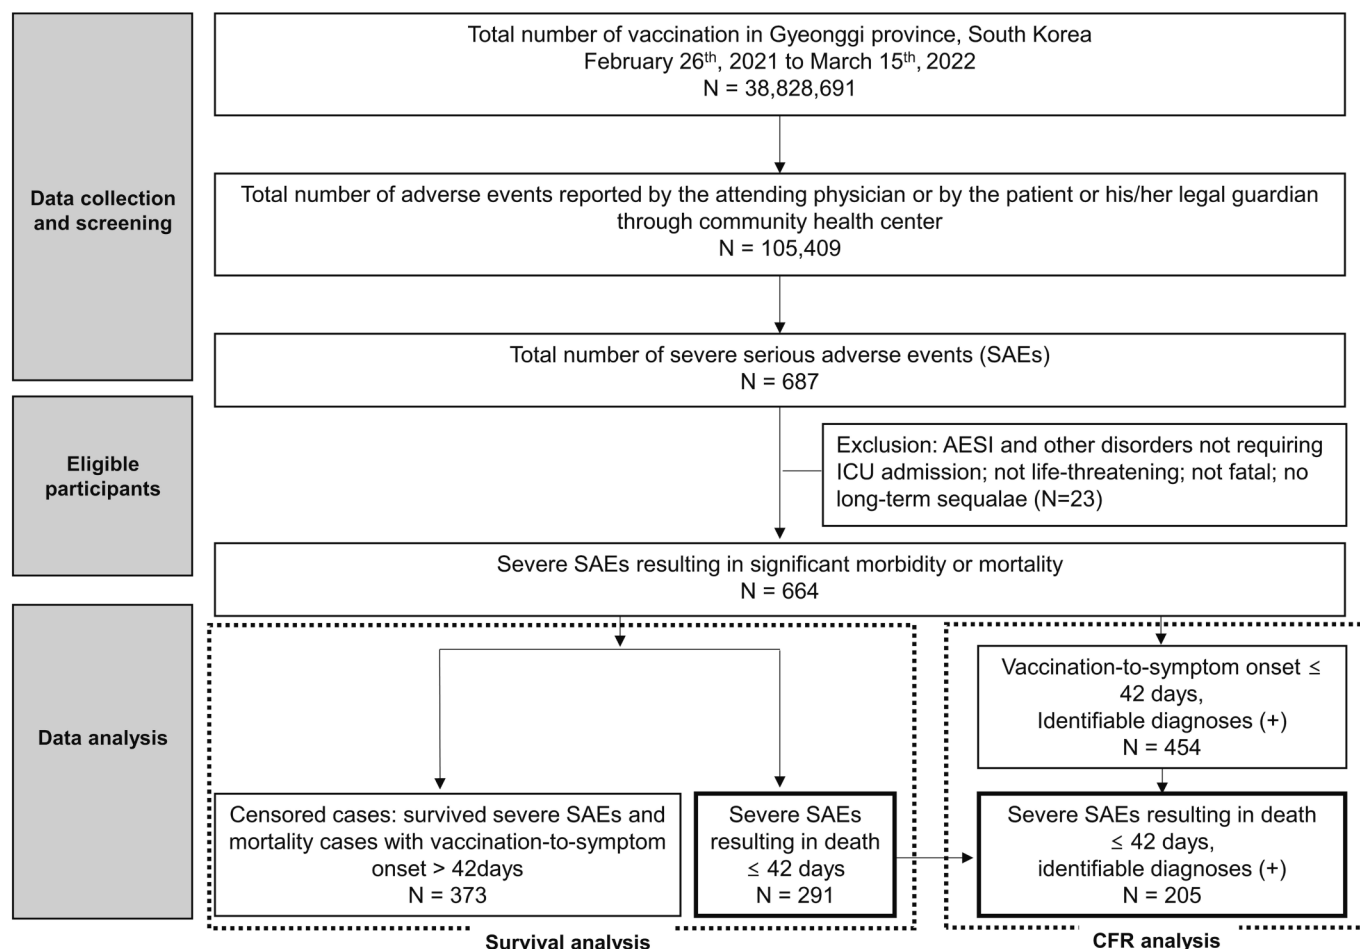 Data collection
and screening
Total number of vaccination in Gyeonggi province, South Korea
February 26th, 2021 to March 15th, 2022
N = 38,828,691
Total number of adverse events reported by the attending physician or by the patient or his/her legal guardian
through community health center
N = 105,409
Total number of severe serious adverse events (SAEs)
N = 687
Eligible
participants
Exclusion: AESI and other disorders not requiring
ICU admission; not life-threatening; not fatal; no
long-term sequalae (N=23)
Severe SAEs resulting in significant morbidity or mortality
N = 664
Data analysis
Vaccination-to-symptom onset ≤
42 days,
Identifiable diagnoses (+)
N = 454
Censored cases: survived severe SAEs and
mortality cases with vaccination-to-symptom
onset > 42days
N = 373
Severe SAEs
resulting in death
≤ 42 days
N = 291
Severe SAEs resulting in death
≤ 42 days,
identifiable diagnoses (+)
N = 205
Survival analysis
CFR analysis